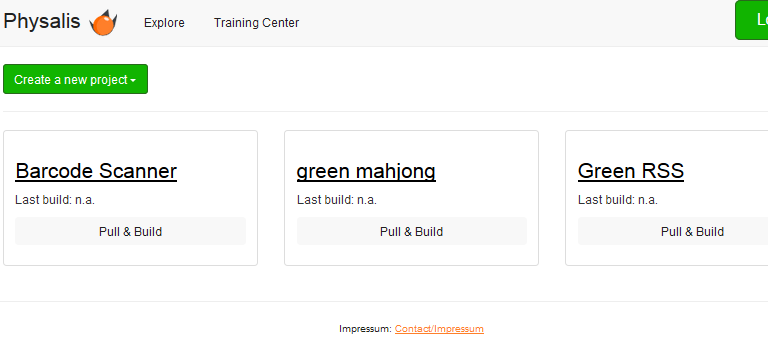 Physalis
Explore
Training Center
Create a new project
Barcode Scanner
Last build: n.a.
Pull & Build
green mahjong
Last build: n.a.
Pull & Build
Green RSS
Last build: n.a.
Pull & Build
Impressum: Contact/Impressum